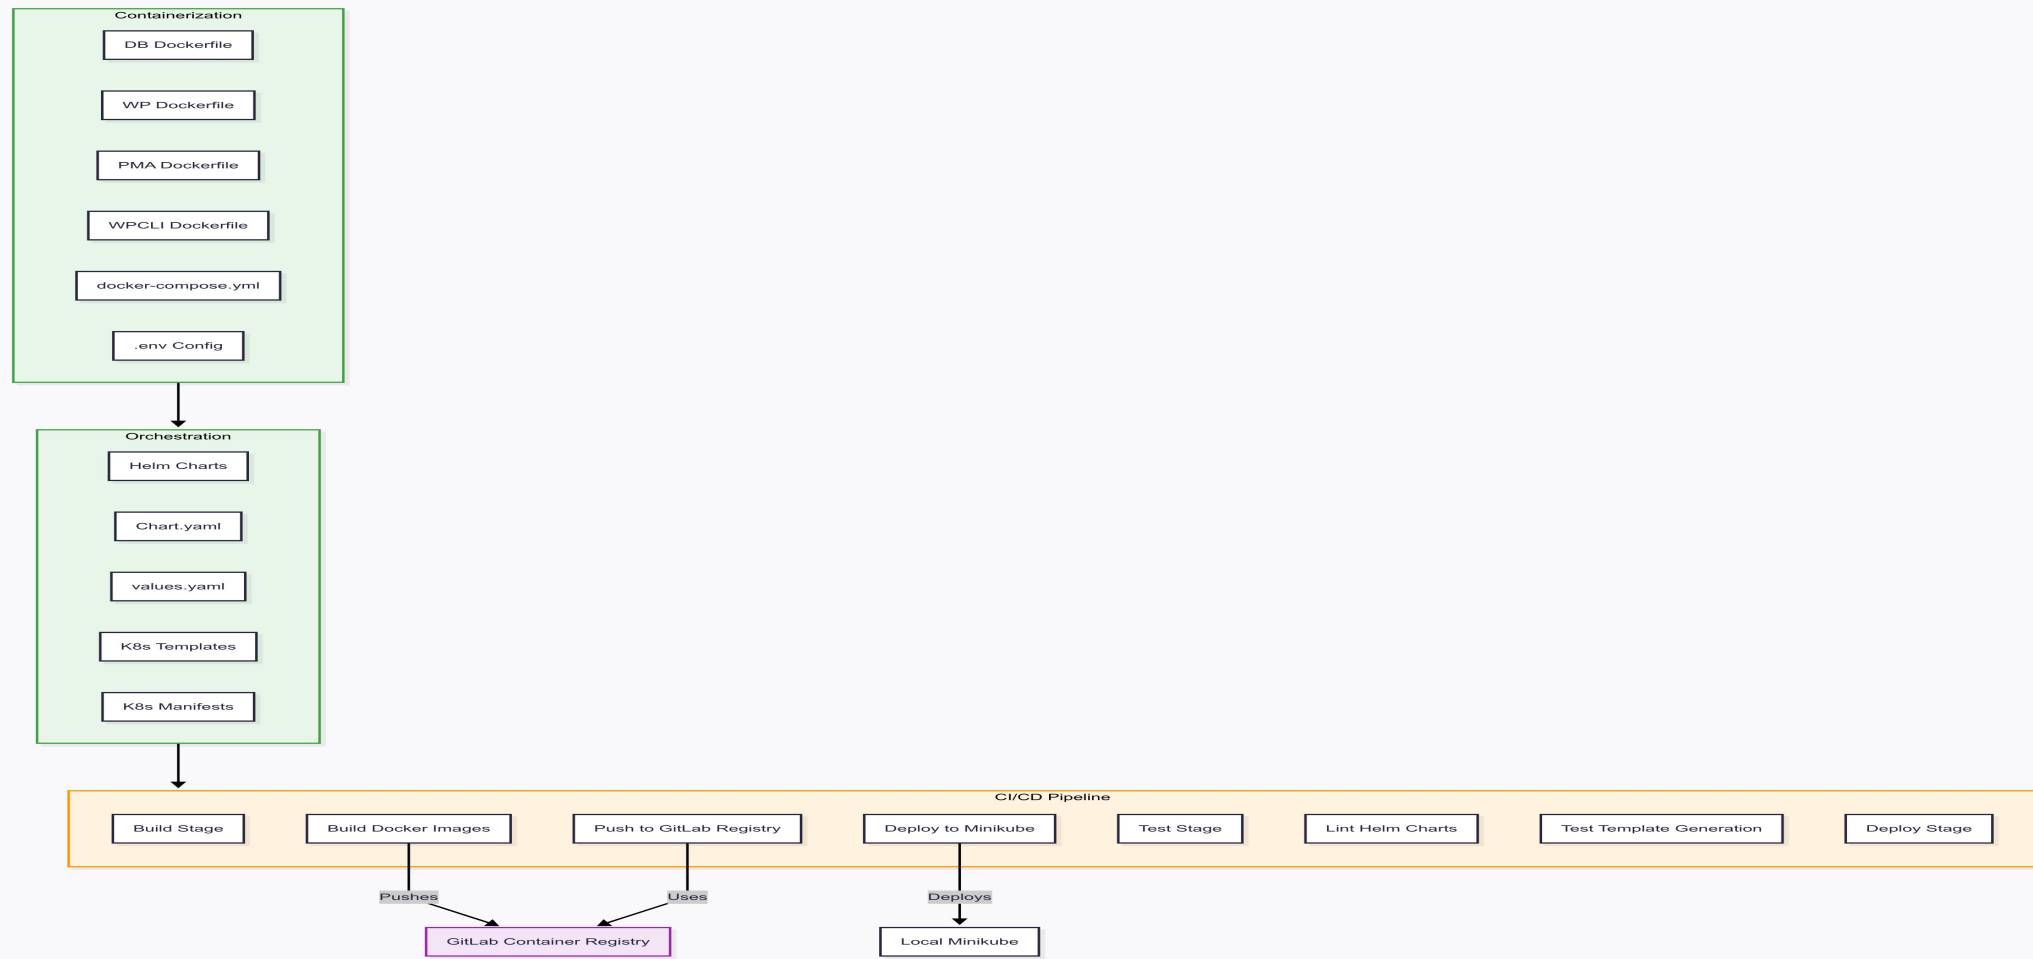 Containerization
DB Dockerfile
WP Dockerfile
PMA Dockerfile
WPCLI Dockerfile
docker-compose.yml
.env Config
Orchestration
Helm Charts
Chart.yaml
values.yaml
K8s Templates
K8s Manifests
CI/CD Pipeline
Build Stage
Build Docker Images
Push to GitLab Registry
Deploy to Minikube
Test Stage
Lint Helm Charts
Test Template Generation
Deploy Stage
Pushes
Uses
Deploys
GitLab Container Registry
Local Minikube